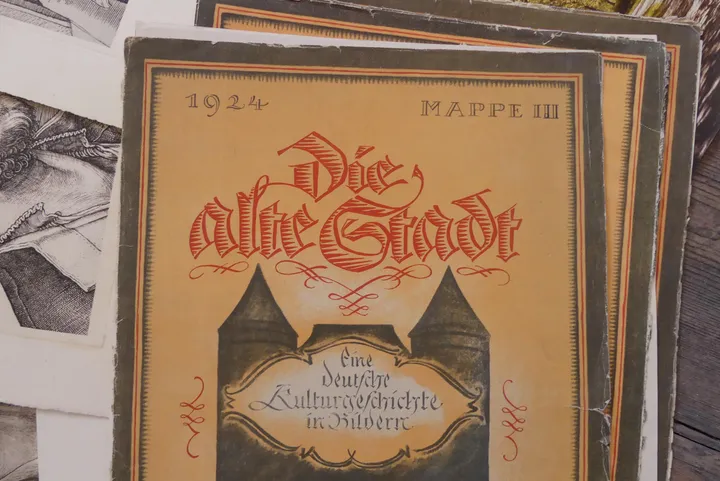 1924 MAPPE III
Die
alte Stadt
Eine
deutsche
Kulturgeschichte
in Bildern